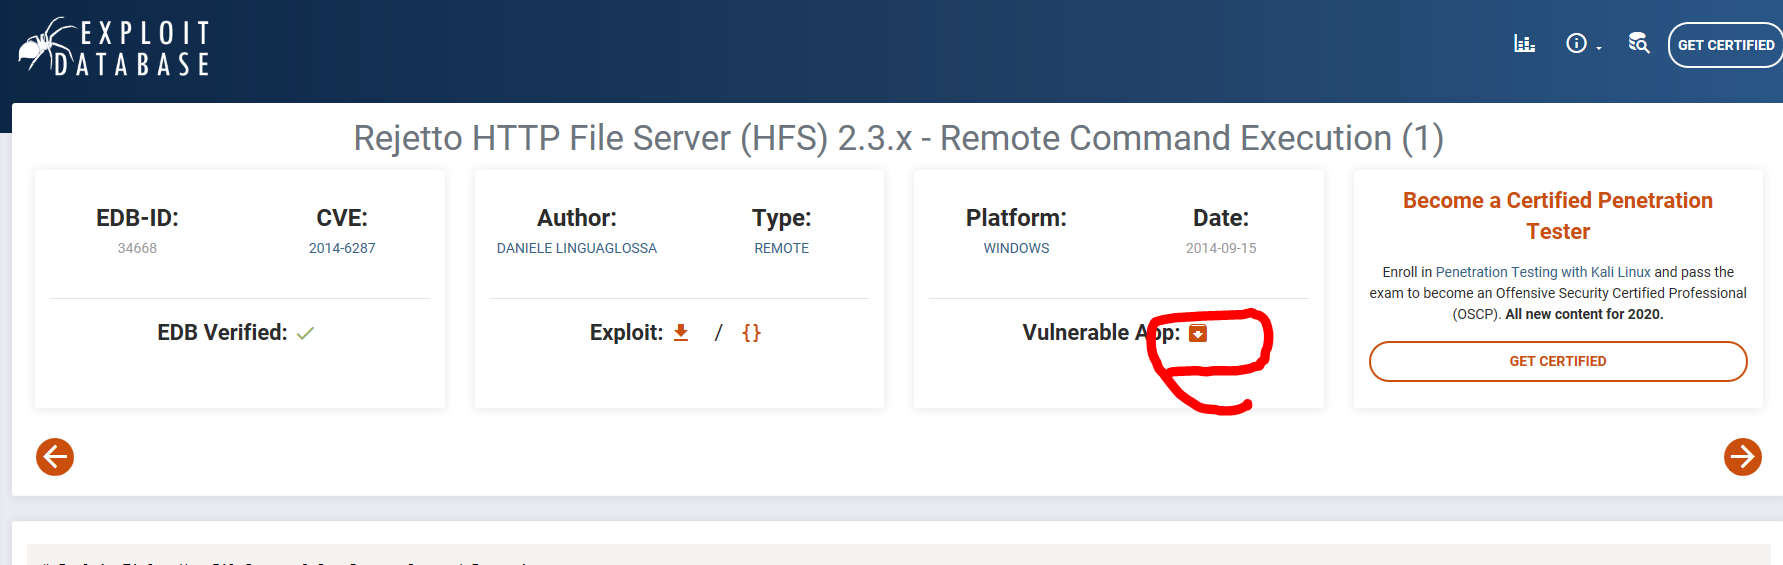 EXPLOIT
DATABASE
GET CERTIFIED
Rejetto HTTP File Server (HFS) 2.3.x - Remote Command Execution (1)
EDB-ID:
34668
CVE:
2014-6287
EDB Verified:
Author:
DANIELE LINGUAGLOSSA
Type:
REMOTE
Exploit: / {}
Platform:
WINDOWS
Date:
2014-09-15
Vulnerable App:
Become a Certified Penetration
Tester
Enroll in Penetration Testing with Kali Linux and pass the
exam to become an Offensive Security Certified Professional
(OSCP). All new content for 2020.
GET CERTIFIED